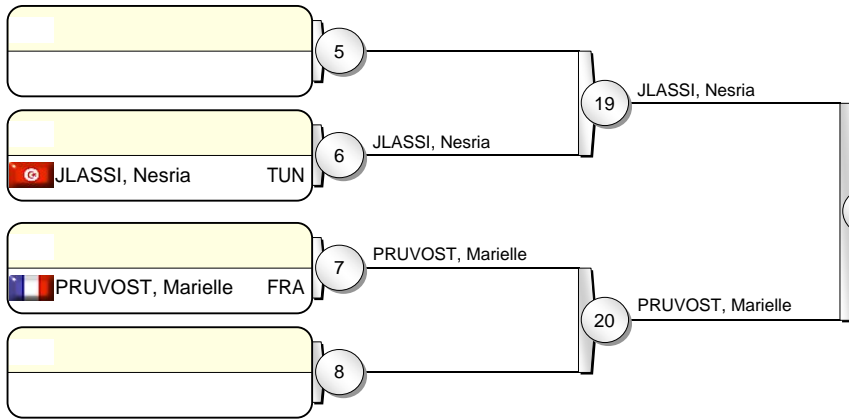 5
19
JLASSI, Nesria
6
JLASSI, Nesria
JLASSI, Nesria TUN
7
PRUVOST, Marielle
PRUVOST, Marielle FRA
20
PRUVOST, Marielle
8